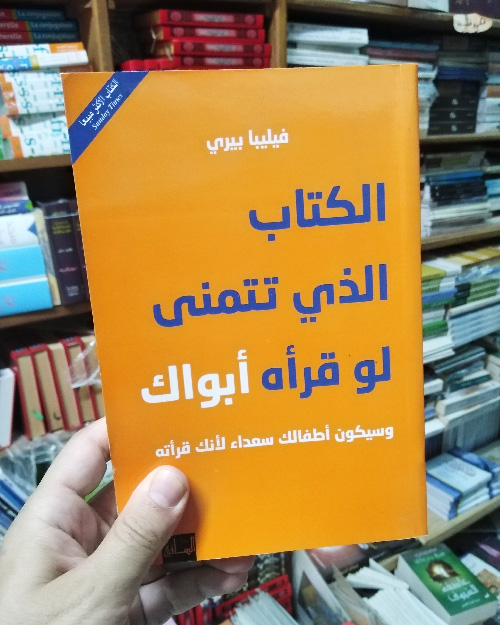 الكتاب الأكثر مبيعا
Sunday Times
فيليبا بيري
الكتاب
الذي تتمنى
لو قرأه أبواك
وسيكون أطفالك سعداء لأنك قرأته